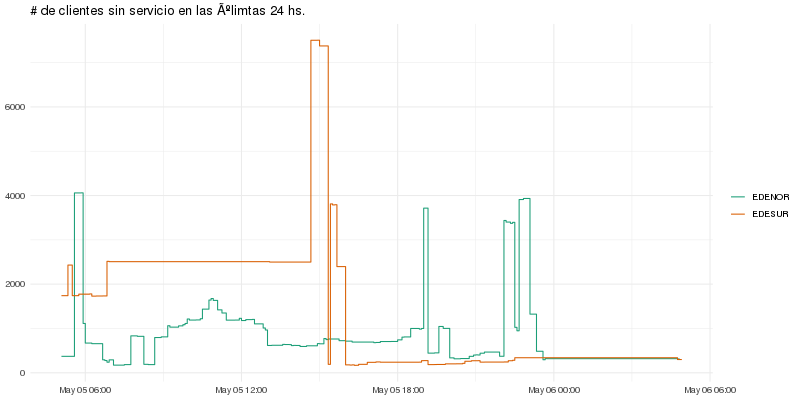 # de clientes sin servicio en las Ãºlimtas 24 hs.
6000
4000
2000
0
May 05 06:00
May 05 12:00
May 05 18:00
May 06 00:00
May 06 06:00
EDENOR
EDESUR